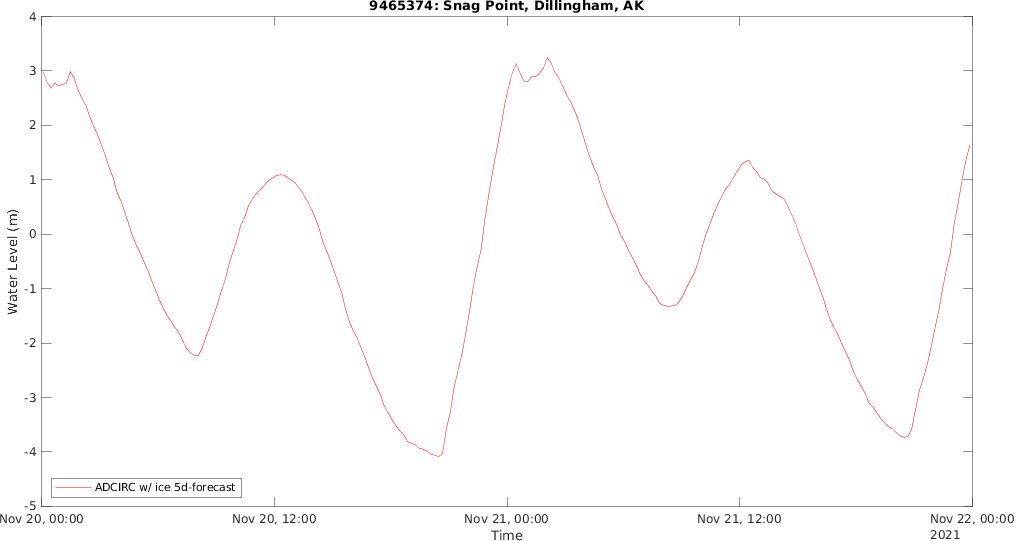 9465374: Snag Point, Dillingham, AK
Water Level (m)
4
3
2
1
0
-1
-2
-3
-4
-5
ADCIRC w/ ice 5d-forecast
Nov 20, 00:00
Nov 20, 12:00
Nov 21, 00:00
Nov 21, 12:00
Nov 22, 00:00
2021
Time